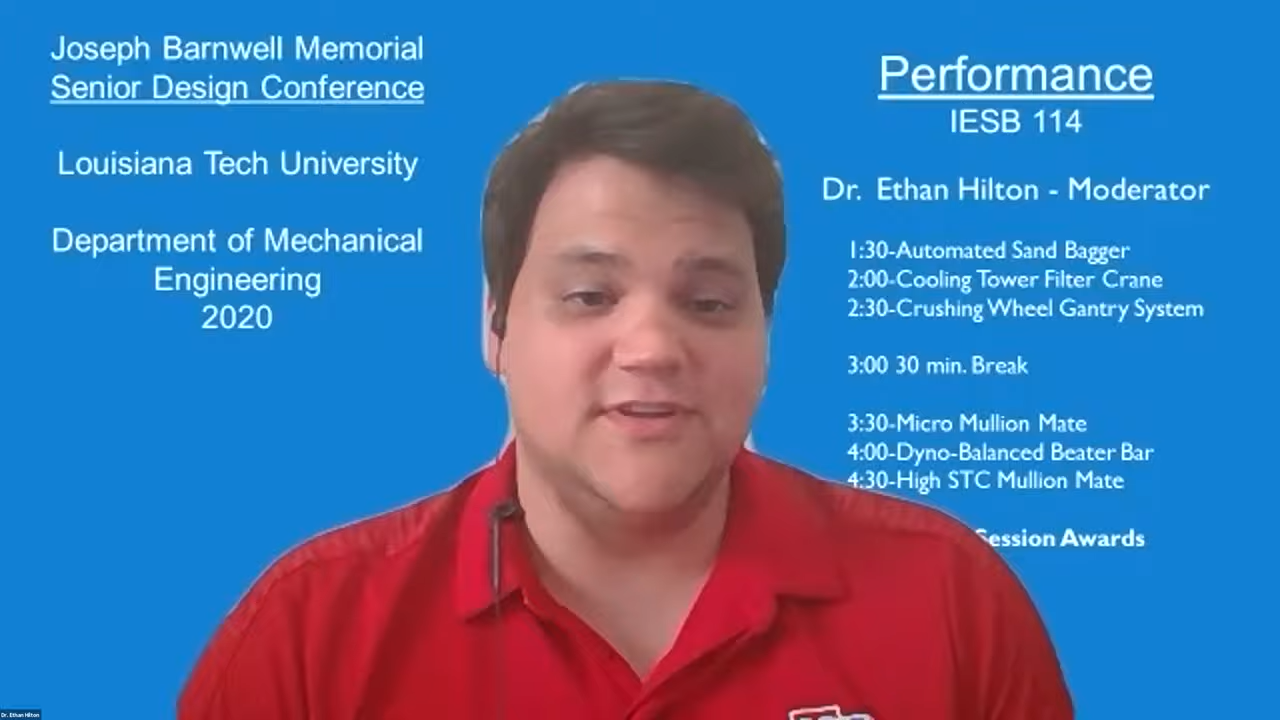 Joseph Barnwell Memorial
Senior Design Conference
Louisiana Tech University
Department of Mechanical
Engineering
2020
Performance
IESB 114
Dr. Ethan Hilton - Moderator
1:30-Automated Sand Bagger
2:00-Cooling Tower Filter Crane
2:30-Crushing Wheel Gantry System
3:00 30 min. Break
3:30-Micro Mullion Mate
4:00-Dyno-Balanced Beater Bar
4:30-High STC Mullion Mate
Session Awards
Dr. Ethan Hilton